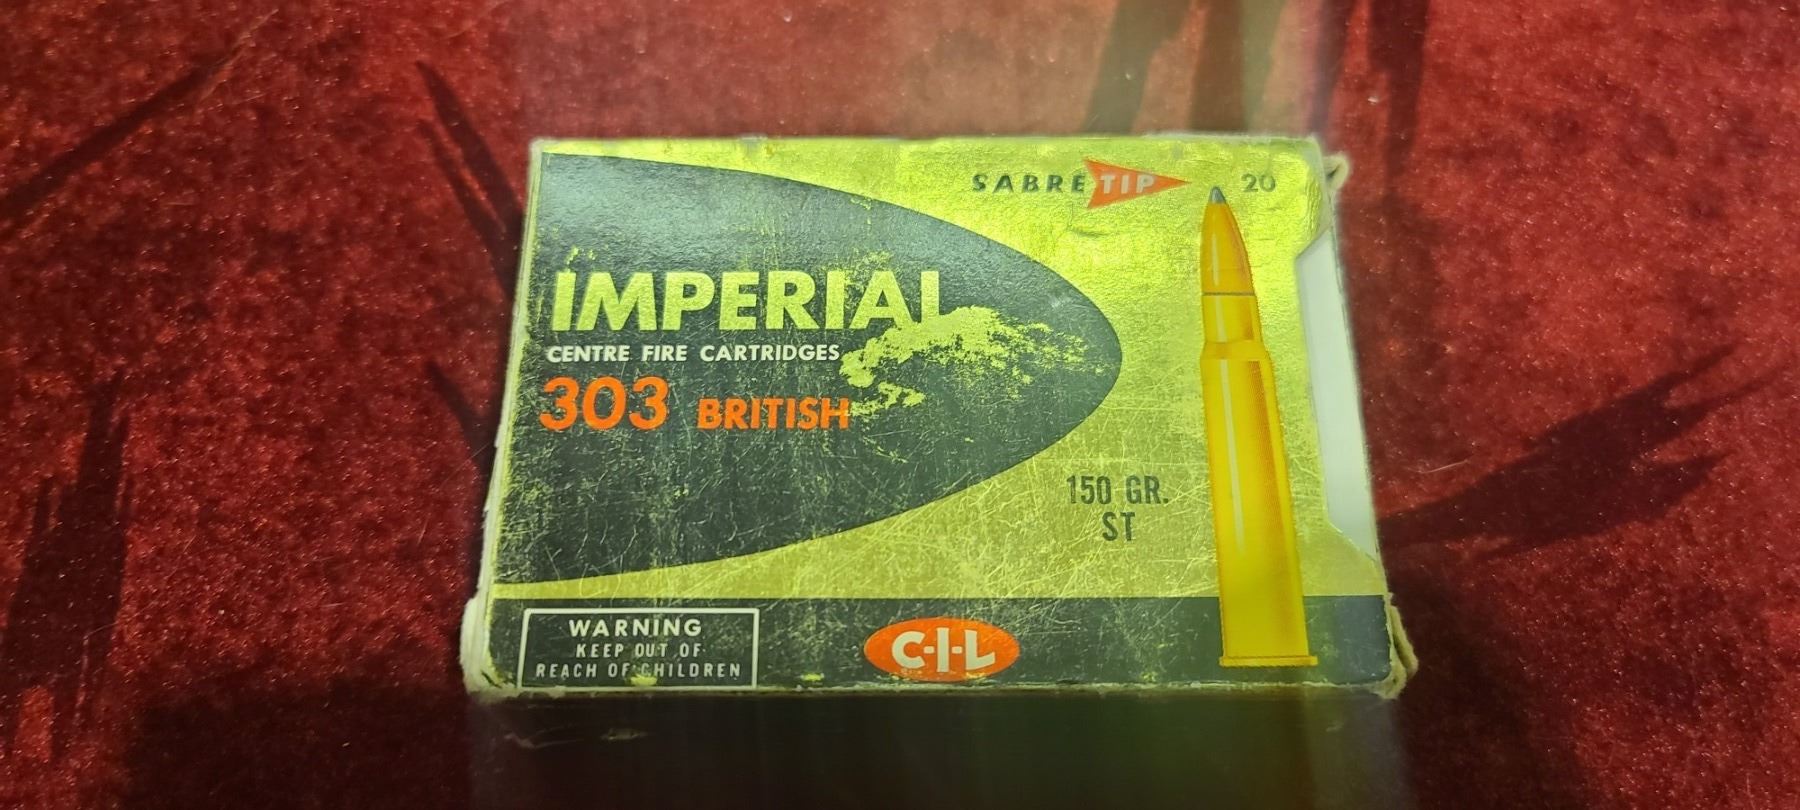 SABRE TIP 20
IMPERIAL
CENTRE FIRE CARTRIDGES
303 BRITISH
150 GR.
ST
WARNING
KEEP OUT OF
REACH OF CHILDREN
C-I-L